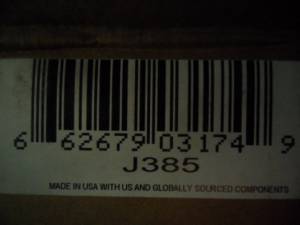 6 62679 03174 9
J385
MADE IN USA WITH US AND GLOBALLY SOURCED COMPONENTS